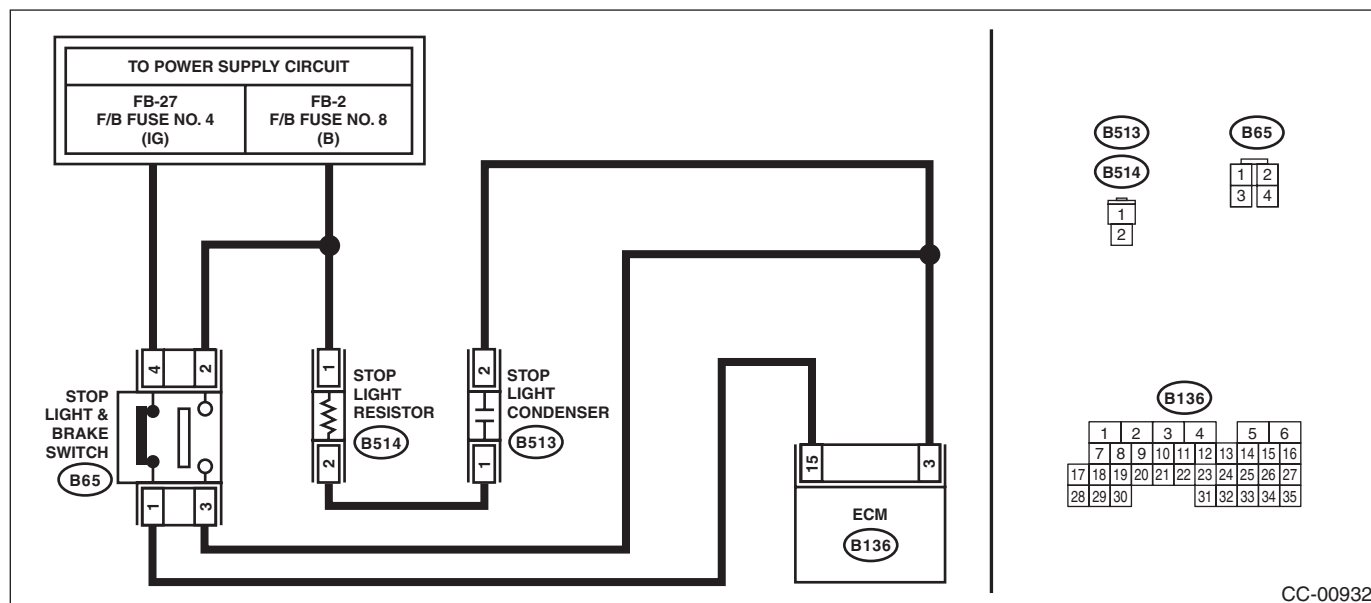 TO POWER SUPPLY CIRCUIT
FB-27
F/B FUSE NO. 4
(IG)
FB-2
F/B FUSE NO. 8
(B)
4
2
STOP
LIGHT &
BRAKE
SWITCH
B65
1
3
1
STOP
LIGHT
RESISTOR
B514
2
2
STOP
LIGHT
CONDENSER
B513
1
15
3
ECM
B136
B513
B514
1
2
B65
1 2
3 4
B136
1 2 3 4 5 6
7 8 9 10 11 12 13 14 15 16
17 18 19 20 21 22 23 24 25 26 27
28 29 30 31 32 33 34 35
CC-00932